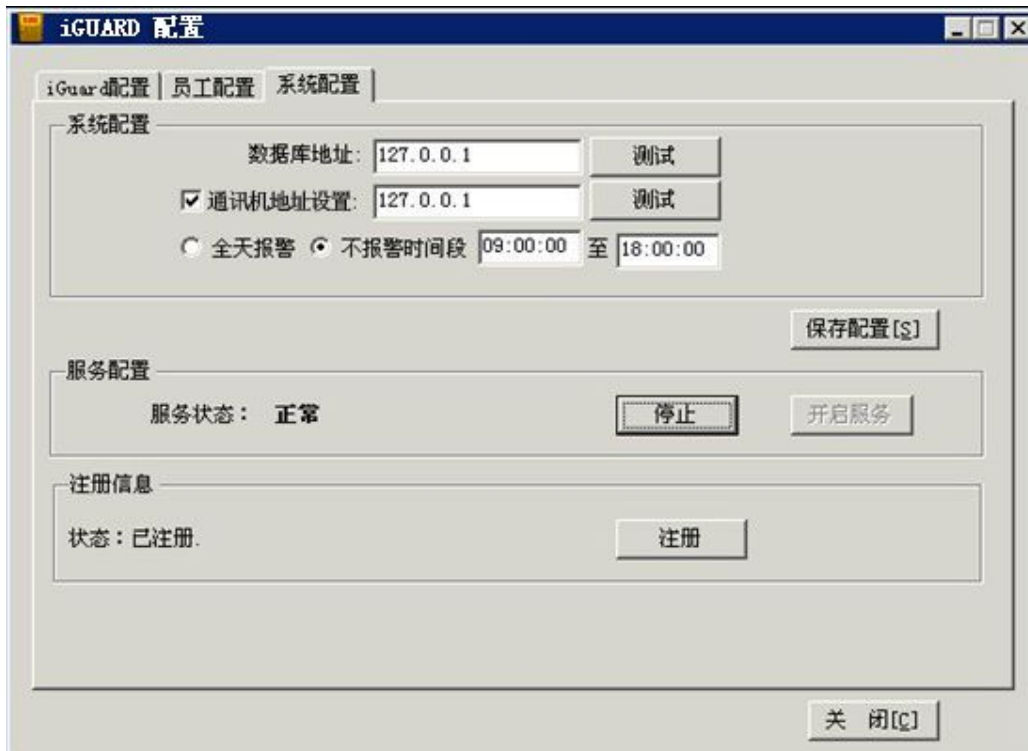 iGUARD 配置
iGuard配置 员工配置 系统配置
系统配置
数据库地址: 127.0.0.1 测试
通讯机地址设置: 127.0.0.1 测试
全天报警 不报警时间段 09:00:00 至 18:00:00
保存配置[S]
服务配置
服务状态： 正常 停止 开启服务
注册信息
状态：已注册. 注册
关 闭[C]